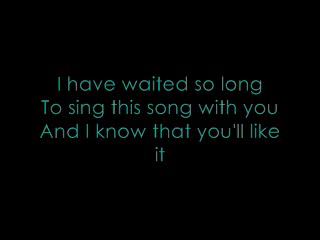 I have waited so long
To sing this song with you
And I know that you'll like
it